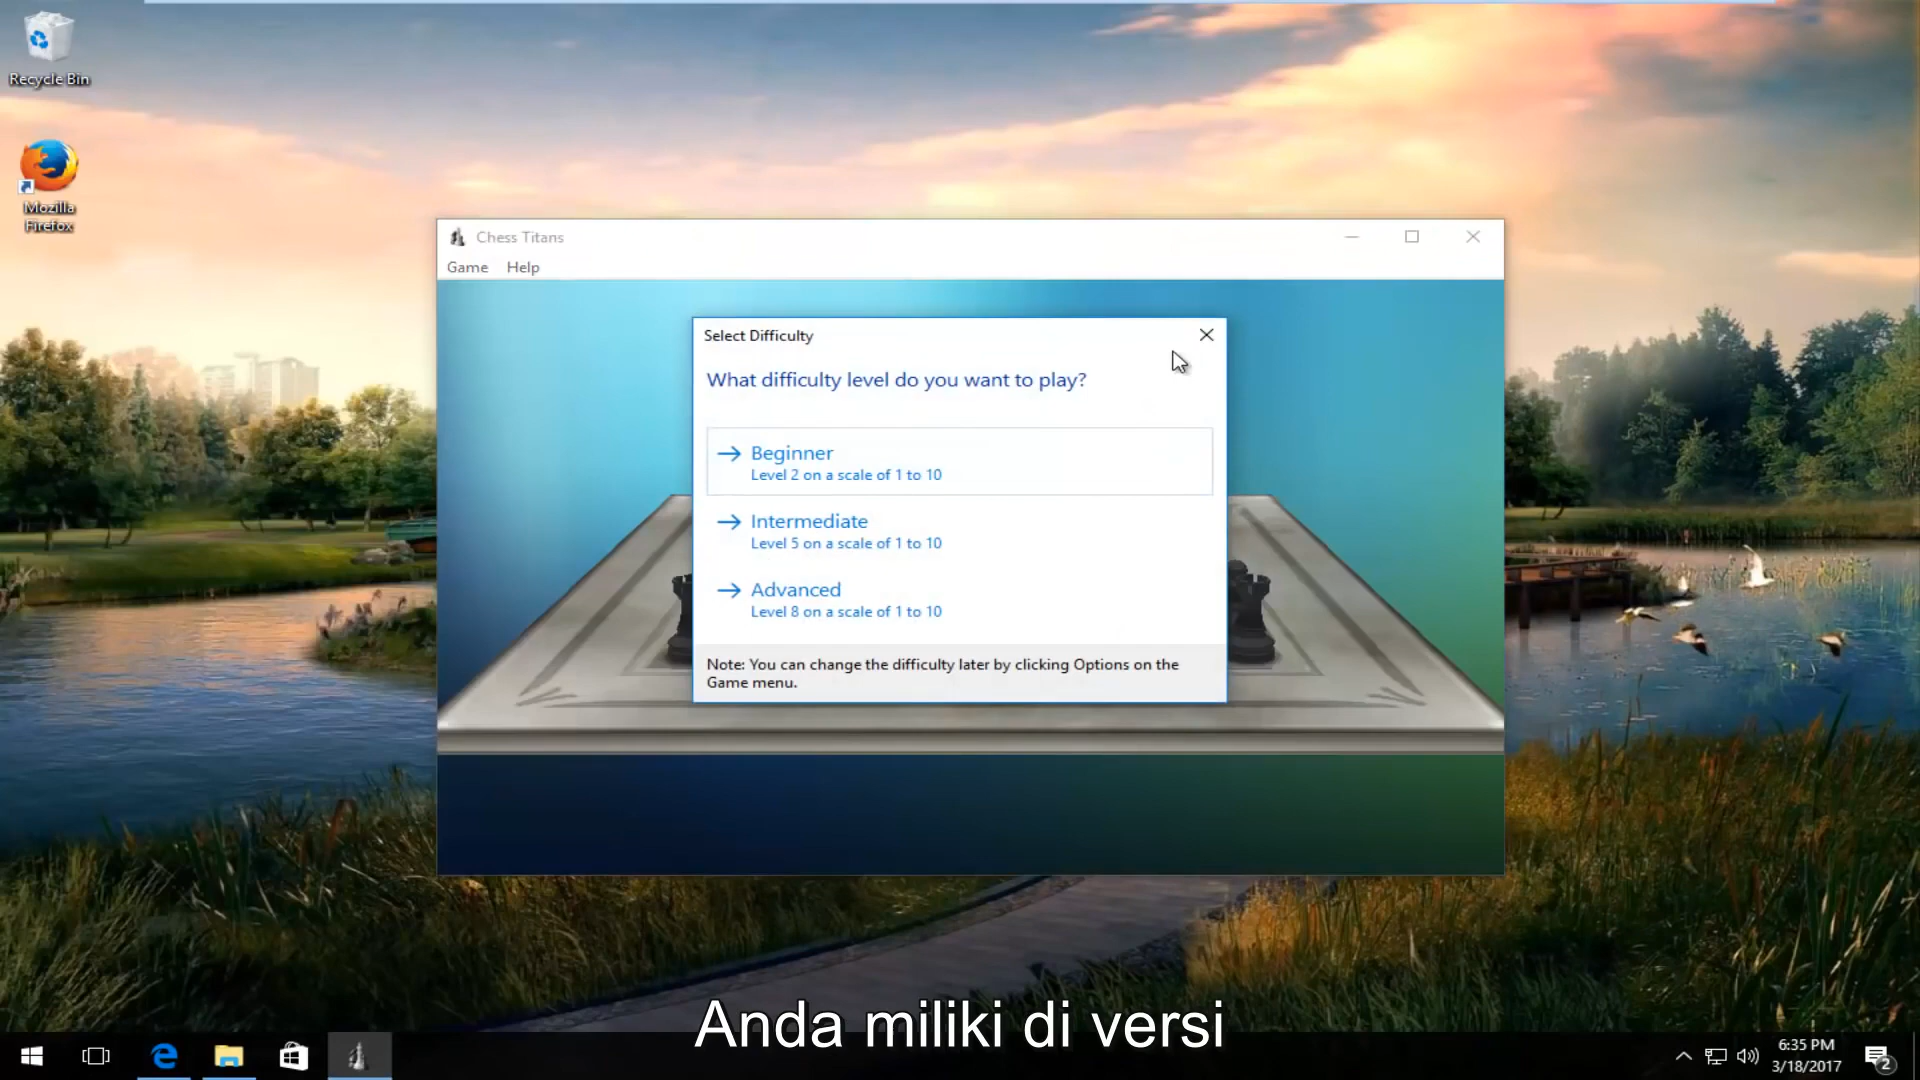 Recycle Bin
Mozilla
Firefox
Chess Titans
Game Help
Select Difficulty
What difficulty level do you want to play?
Beginner
Level 2 on a scale of 1 to 10
Intermediate
Level 5 on a scale of 1 to 10
Advanced
Level 8 on a scale of 1 to 10
Note: You can change the difficulty later by clicking Options on the
Game menu.
Anda miliki di versi
6:35 PM
3/18/2017
2